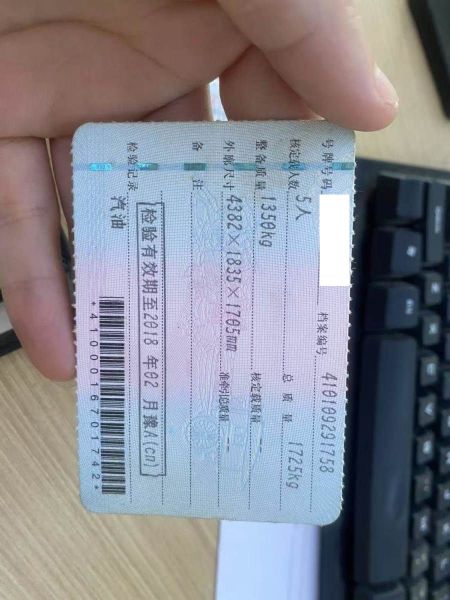 号牌号码 档案编号 410109291758
核定载人数 5人 总质量 1725kg
整备质量 1350kg 核定载质量 --
外廓尺寸 4382×1835×1705mm 准牵引总质量 --
备注
检验记录 检验有效期至2018年02月豫A(cn)
汽油
*4100016701742*